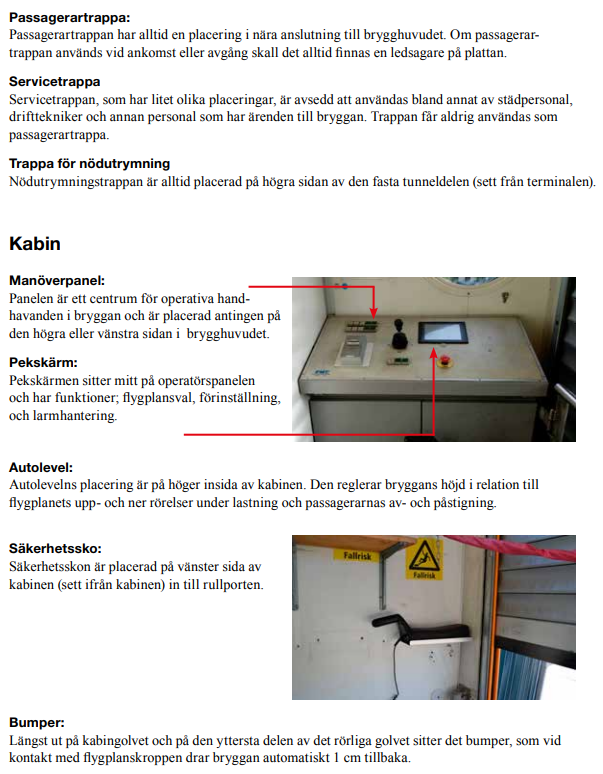 Passagerartrappa:
Passagerartrappan har alltid en placering i nära anslutning till brygghuvudet. Om passagerar-
trappan används vid ankomst eller avgång skall det alltid finnas en ledsagare på plattan.
Servicetrappa
Servicetrappan, som har litet olika placeringar, är avsedd att användas bland annat av städpersonal,
drifttekniker och annan personal som har ärenden till bryggan. Trappan får aldrig användas som
passagerartrappa.
Trappa för nödutrymning
Nödutrymningstrappan är alltid placerad på högra sidan av den fasta tunneldelen (sett från terminalen).
Kabin
Manöverpanel:
Panelen är ett centrum för operativa hand-
havanden i bryggan och är placerad antingen på
den högra eller vänstra sidan i brygghuvudet.
Pekskärm:
Pekskärmen sitter mitt på operatörspanelen
och har funktioner; flygplansval, förinställning,
och larmhantering.
Autolevel:
Autolevelns placering är på höger insida av kabinen. Den reglerar bryggans höjd i relation till
flygplanets upp- och ner rörelser under lastning och passagerarnas av- och påstigning.
Säkerhetssko:
Säkerhetsskon är placerad på vänster sida av
kabinen (sett ifrån kabinen) in till rullporten.
Fallrisk
Fallrisk
Bumper:
Längst ut på kabingolvet och på den yttersta delen av det rörliga golvet sitter det bumper, som vid
kontakt med flygplanskroppen drar bryggan automatiskt 1 cm tillbaka.